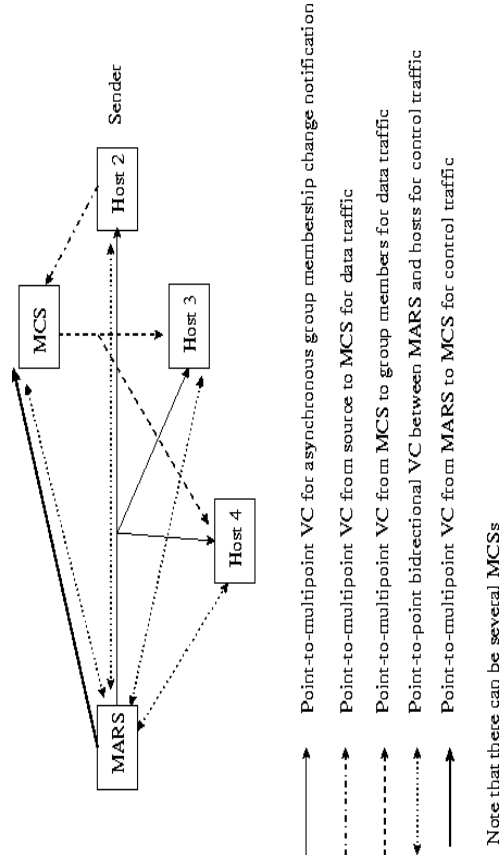 MCS
Sender
Host 2
MARS
Host 3
Host 4
Point-to-multipoint VC for asynchronous group membership change notification
Point-to-multipoint VC from source to MCS for data traffic
Point-to-multipoint VC from MCS to group members for data traffic
Point-to-point bidrectional VC between MARS and hosts for control traffic
Point-to-multipoint VC from MARS to MCS for control traffic
Note that there can be several MCSs